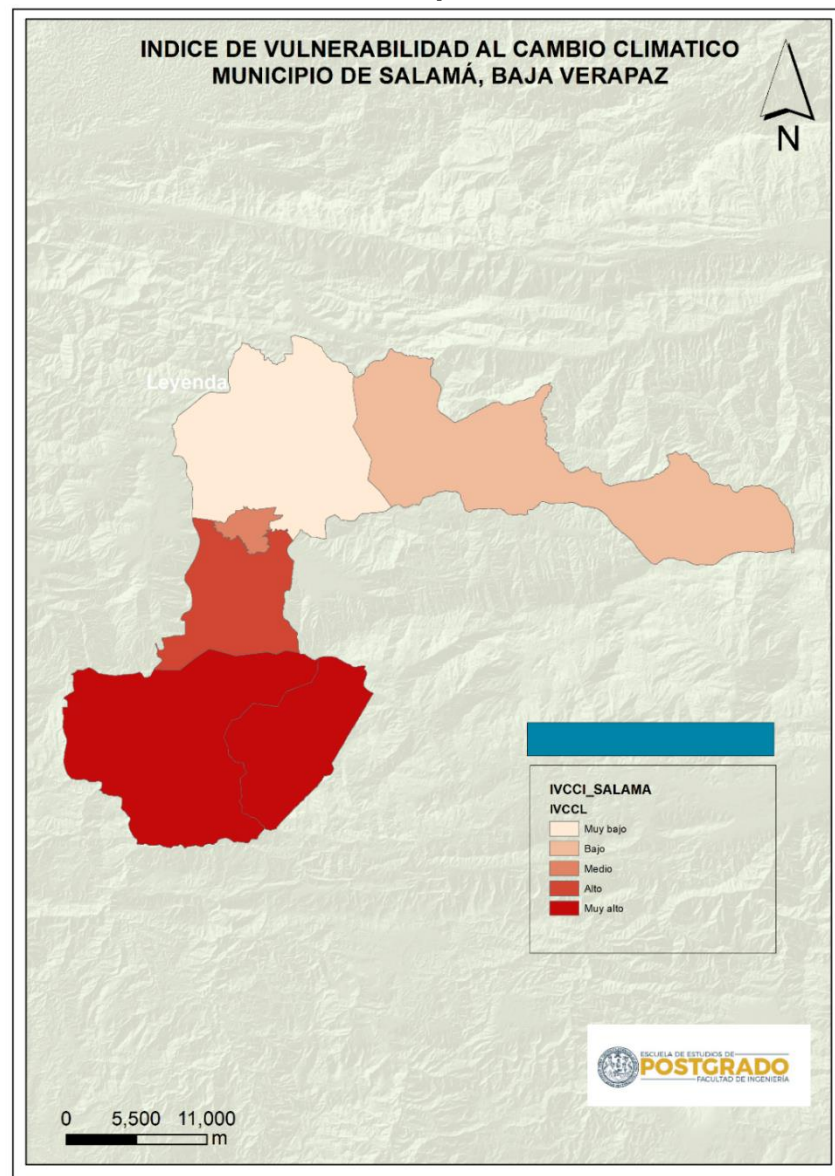 INDICE DE VULNERABILIDAD AL CAMBIO CLIMATICO
MUNICIPIO DE SALAMÁ, BAJA VERAPAZ
N
Leyenda
IVCCI_SALAMA
IVCCL
Muy bajo
Bajo
Medio
Alto
Muy alto
ESCUELA DE ESTUDIOS DE
POSTGRADO
FACULTAD DE INGENIERÍA
0 5,500 11,000
m